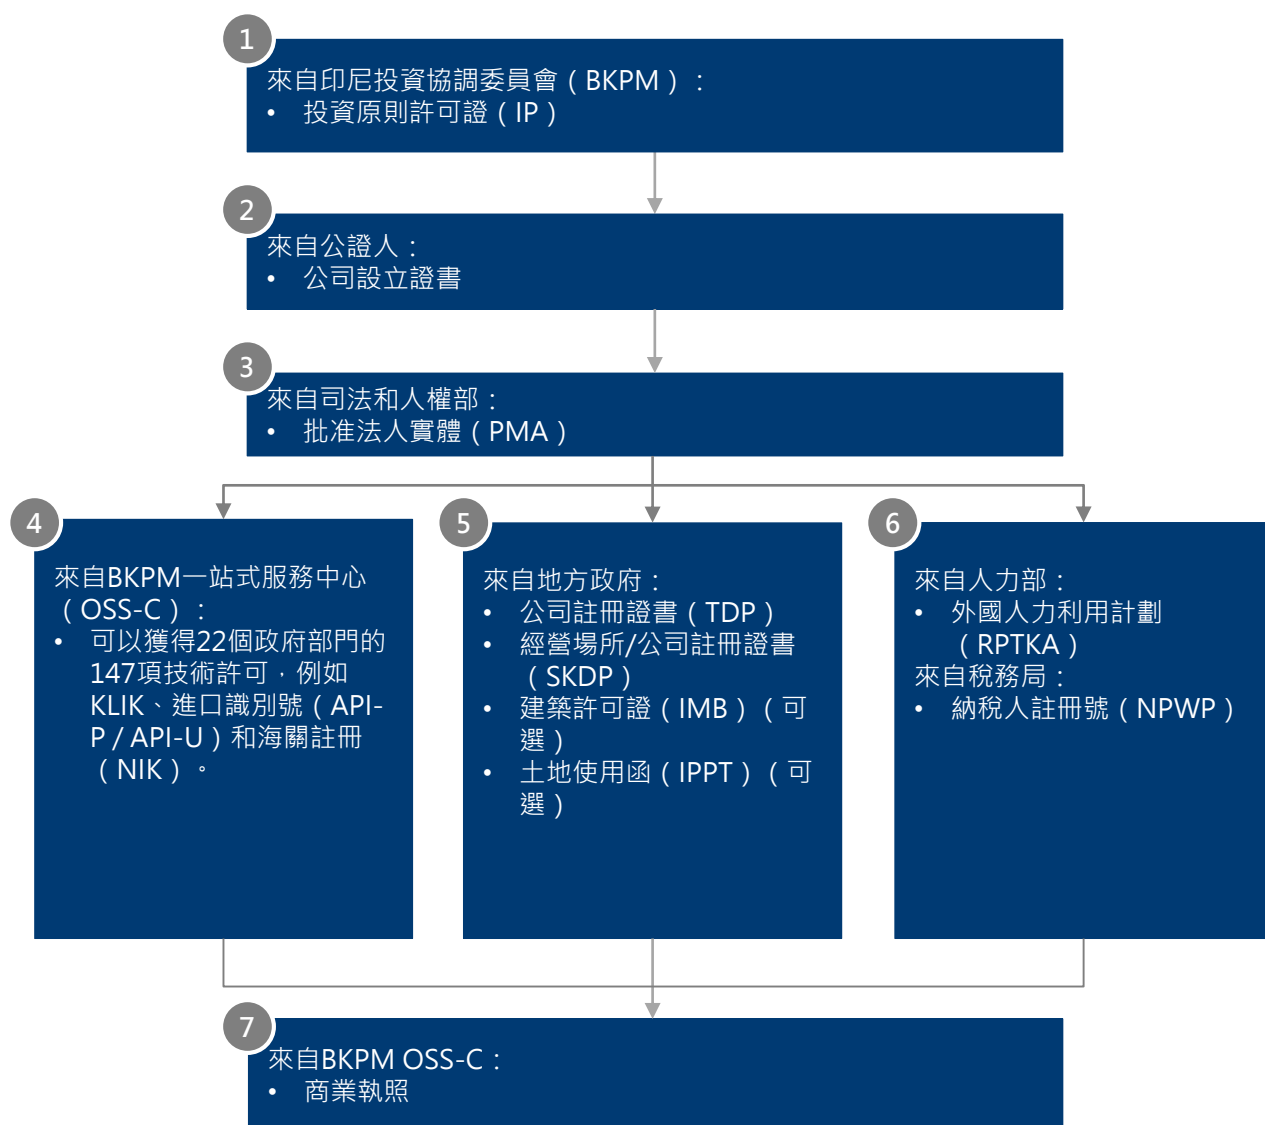 1
來自印尼投資協調委員會（BKPM）：
• 投資原則許可證（IP）
2
來自公證人：
• 公司設立證書
3
來自司法和人權部：
• 批准法人實體（PMA）
4
來自BKPM一站式服務中心
（OSS-C）：
• 可以獲得22個政府部門的
147項技術許可，例如
KLIK、進口識別號（API-
P / API-U）和海關註冊
（NIK）。
5
來自地方政府：
• 公司註冊證書（TDP）
• 經營場所/公司註冊證書
（SKDP）
• 建築許可證（IMB）（可
選）
• 土地使用函（IPPT）（可
選）
6
來自人力部：
• 外國人力利用計劃
（RPTKA）
來自稅務局：
• 納稅人註冊號（NPWP）
7
來自BKPM OSS-C：
• 商業執照